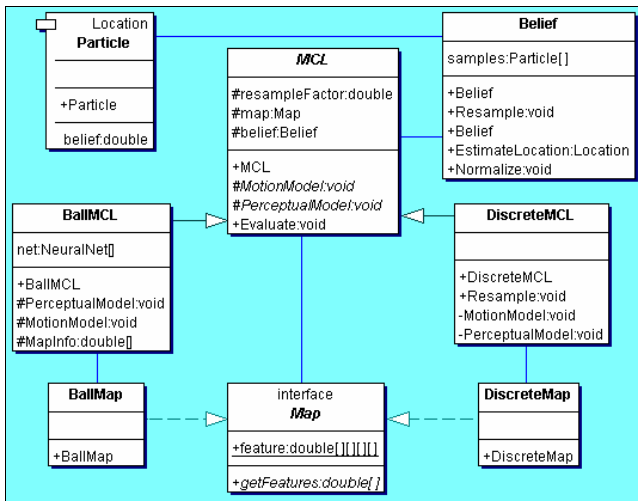 Location
Particle
+Particle
belief:double
Belief
samples:Particle[]
+Belief
+Resample:void
+Belief
+EstimateLocation:Location
+Normalize:void
MCL
#resampleFactor:double
#map:Map
#belief:Belief
+MCL
#MotionModel:void
#PerceptualModel:void
+Evaluate:void
BallMCL
net:NeuralNet[]
+BallMCL
#PerceptualModel:void
#MotionModel:void
#MapInfo:double[]
DiscreteMCL
+DiscreteMCL
+Resample:void
-MotionModel:void
-PerceptualModel:void
BallMap
+BallMap
interface
Map
+feature:double[][][][]
+getFeatures:double[]
DiscreteMap
+DiscreteMap